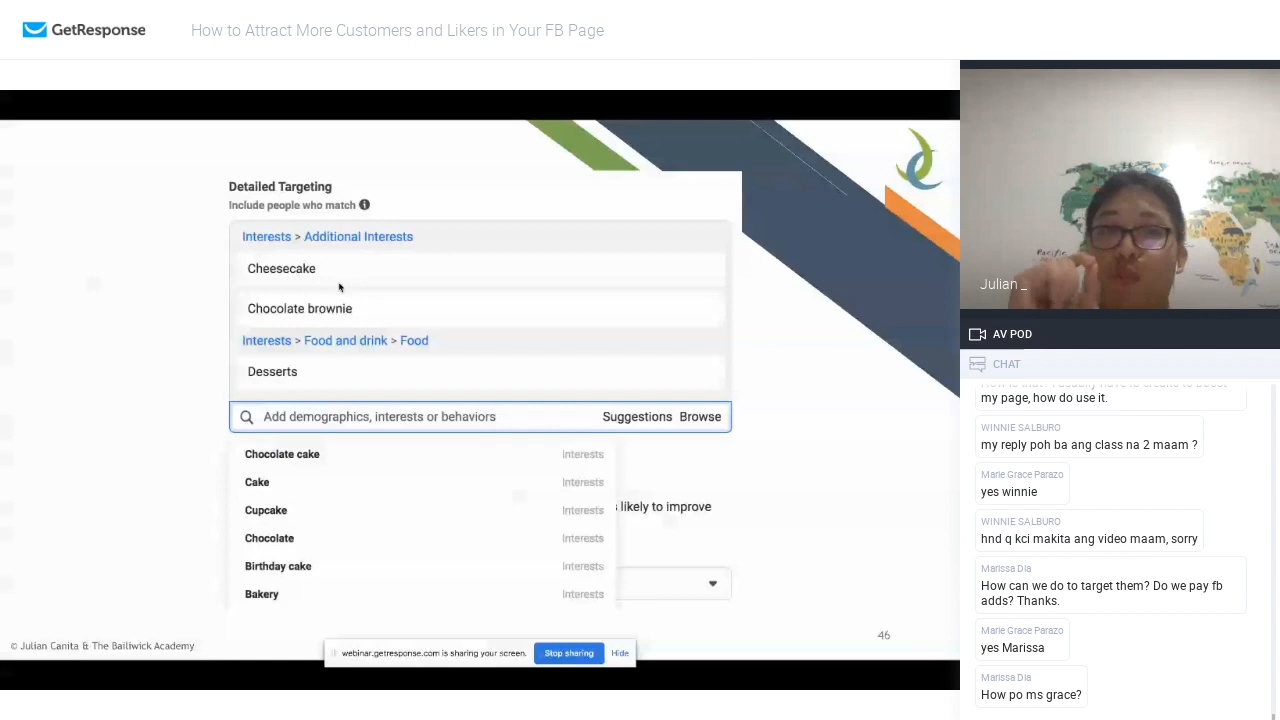 GetResponse
How to Attract More Customers and Likers in Your FB Page
Detailed Targeting
Include people who match
Interests > Additional Interests
Cheesecake
Chocolate brownie
Interests > Food and drink > Food
Desserts
Add demographics, interests or behaviors Suggestions Browse
Chocolate cake Interests
Cake Interests
Cupcake Interests
likely to improve
Chocolate Interests
Birthday cake Interests
Bakery Interests
46
© Julian Canita & The Bailiwick Academy
webinar.getresponse.com is sharing your screen. Stop sharing Hide
Pacific
Julian _
AV POD
CHAT
my page, how do use it.
WINNIE SALBURO
my reply poh ba ang class na 2 maam ?
Marie Grace Parazo
yes winnie
WINNIE SALBURO
hnd q kci makita ang video maam, sorry
Marissa Dia
How can we do to target them? Do we pay fb
adds? Thanks.
Marie Grace Parazo
yes Marissa
Marissa Dia
How po ms grace?